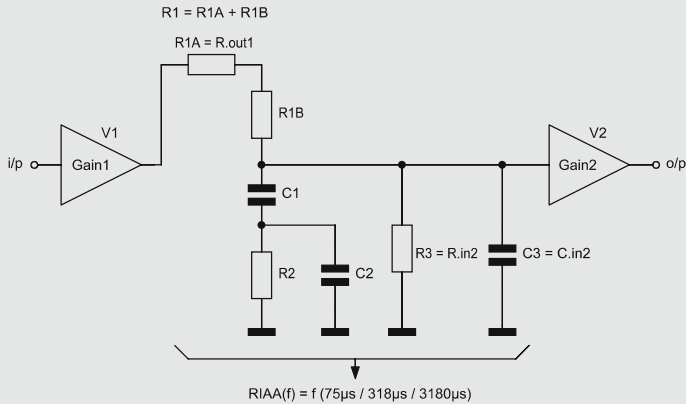 R1 = R1A + R1B
R1A = R.out1
R1B
V1
V2
i/p
Gain1
Gain2
o/p
C1
R2
C2
R3 = R.in2
C3 = C.in2
RIAA(f) = f (75µs / 318µs / 3180µs)